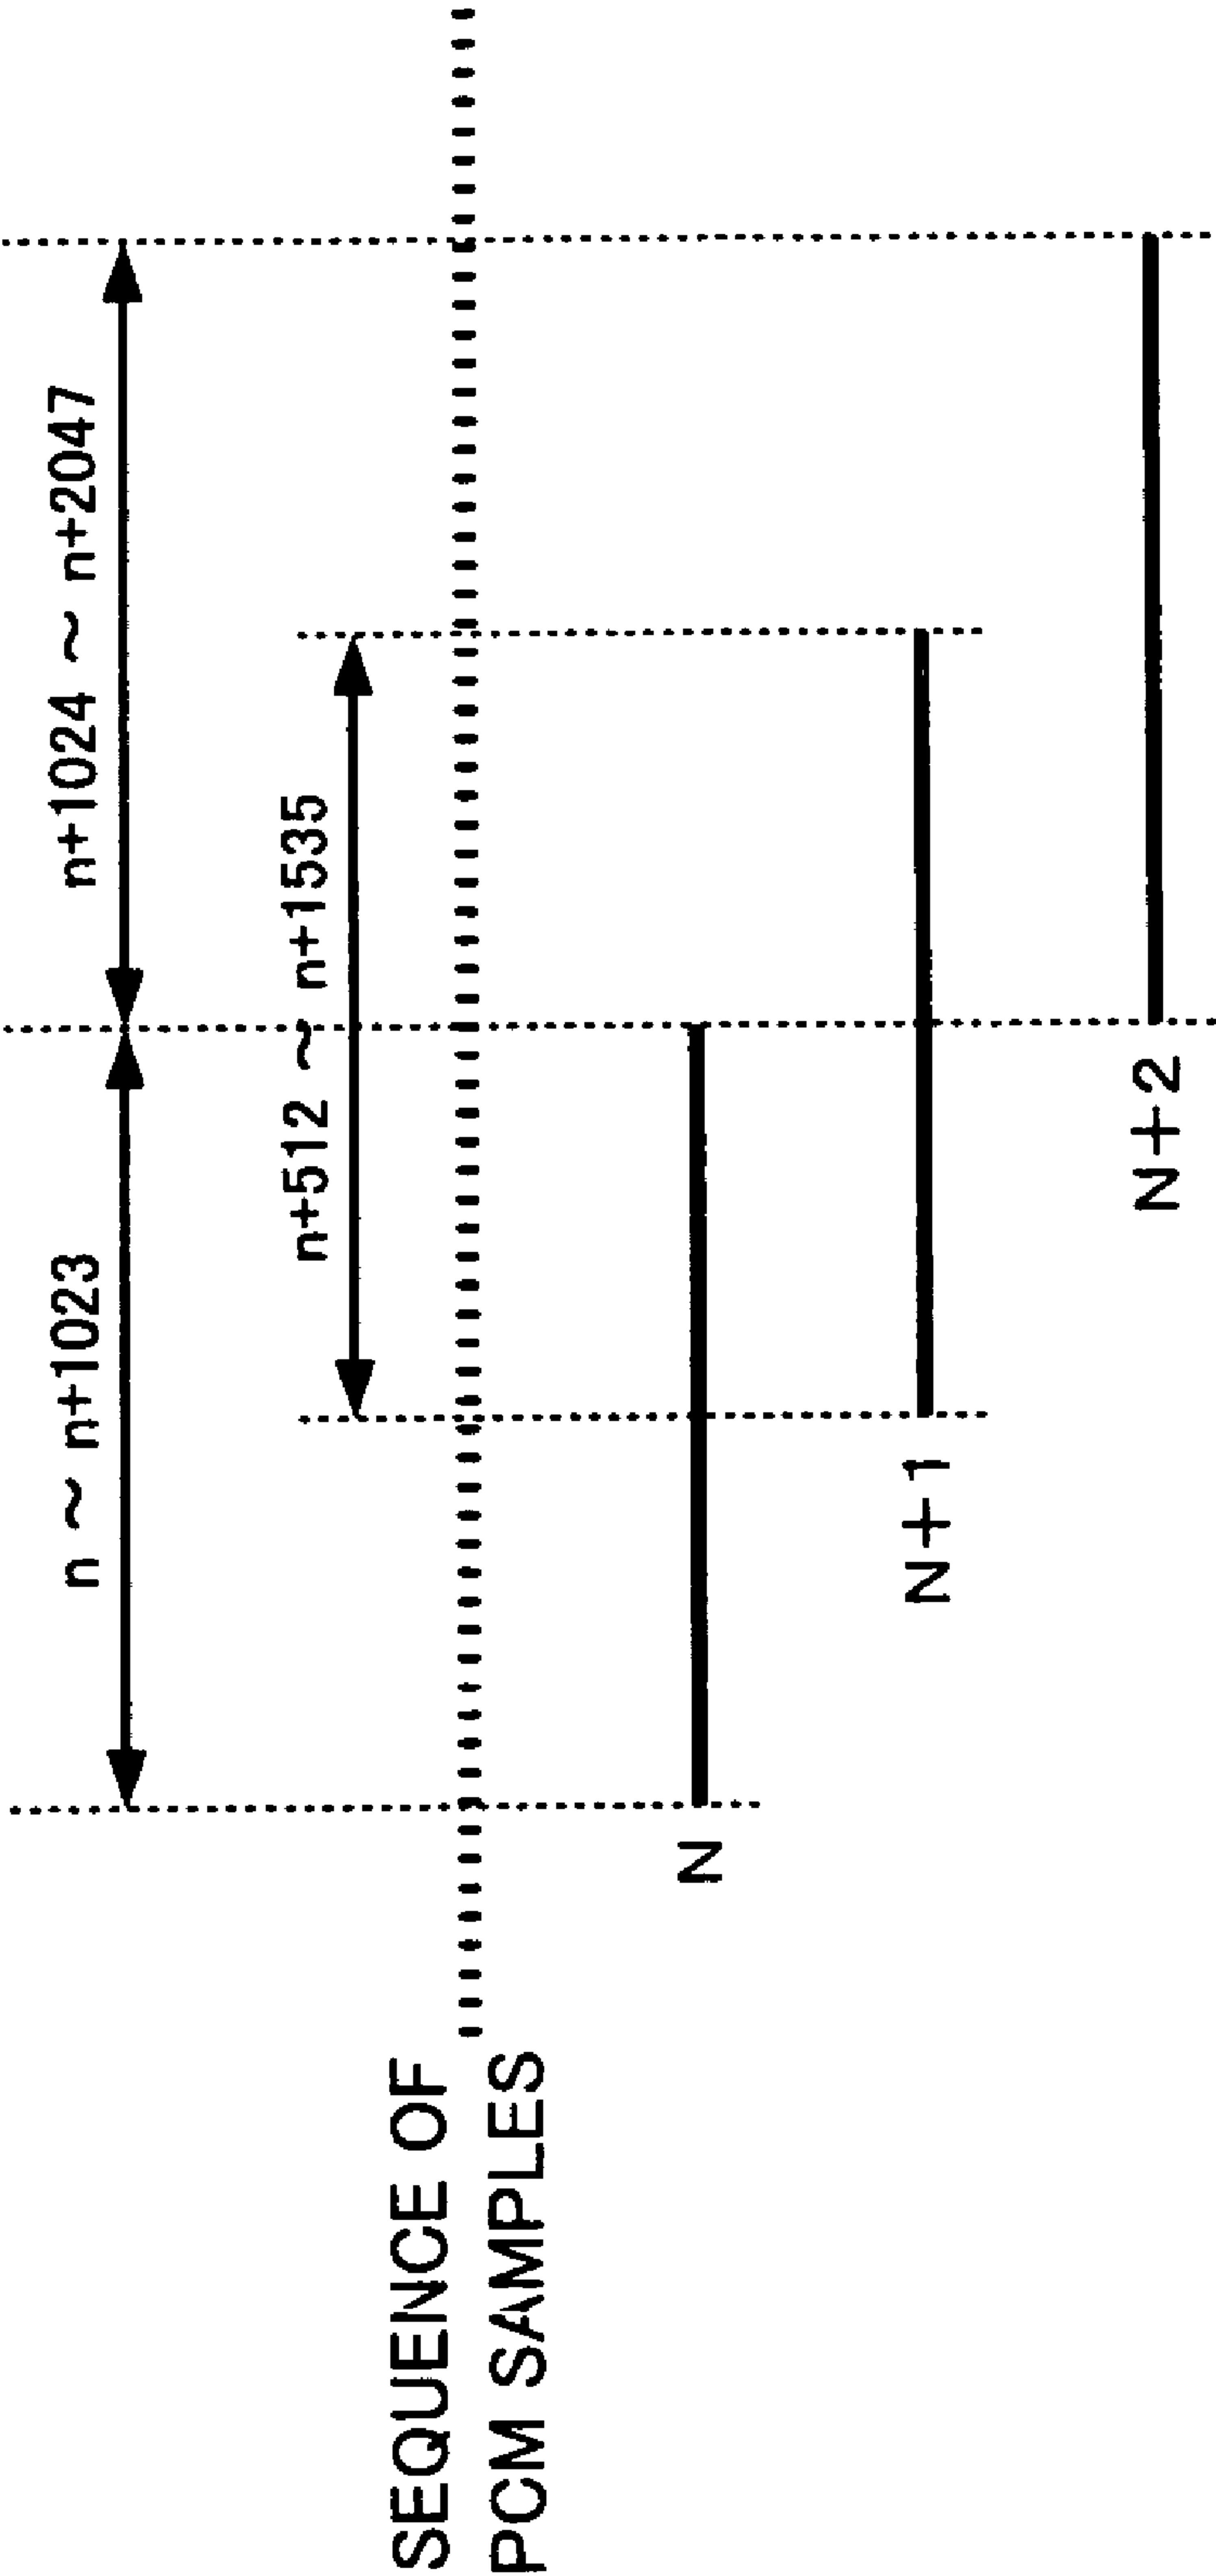 n ~ n+1023
n+1024 ~ n+2047
n+512 ~ n+1535
SEQUENCE OF
PCM SAMPLES
N
N+1
N+2